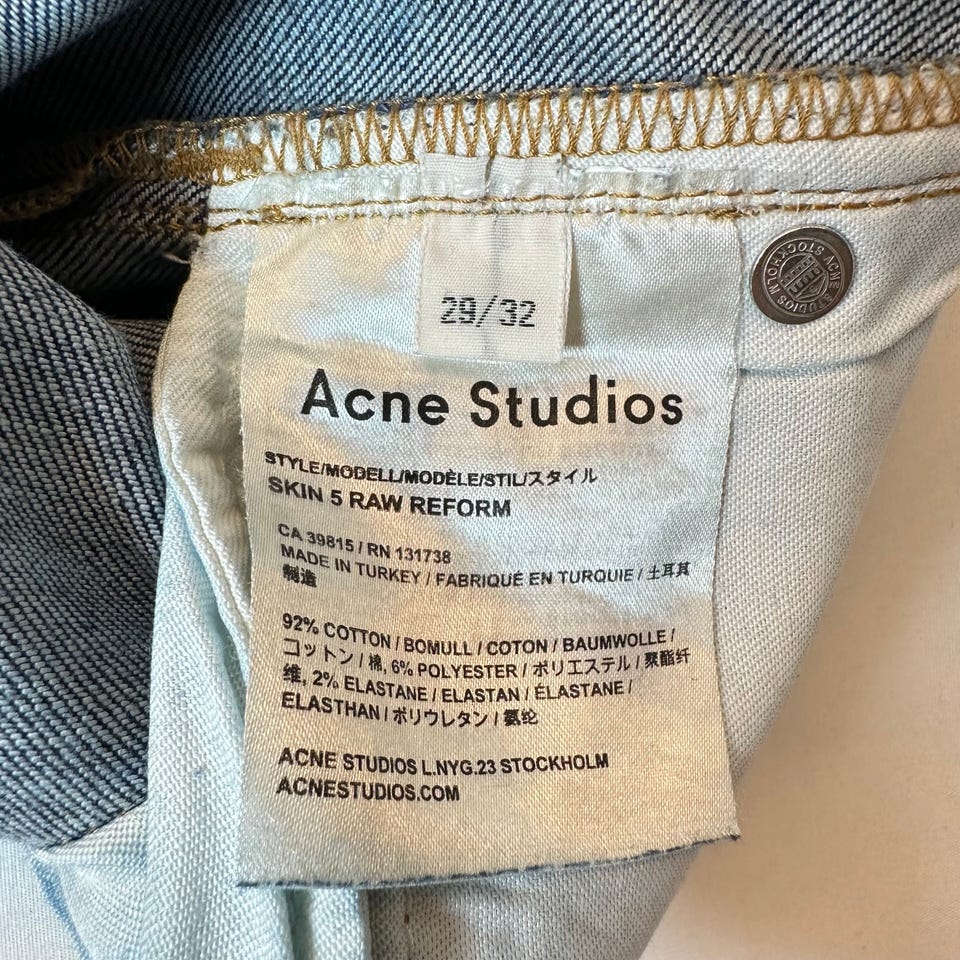 29/32
ACNE STUDIOS STOCKHOLM
Acne Studios
STYLE/MODELL/MODÈLE/STIL/スタイル
SKIN 5 RAW REFORM
CA 39815 / RN 131738
MADE IN TURKEY / FABRIQUÉ EN TURQUIE / 土耳其
制造
92% COTTON / BOMULL / COTON / BAUMWOLLE /
コットン / 棉, 6% POLYESTER / ポリエステル / 聚酯纤
维, 2% ELASTANE / ELASTAN / ÉLASTANE /
ELASTHAN / ポリウレタン / 氨纶
ACNE STUDIOS L.NYG.23 STOCKHOLM
ACNESTUDIOS.COM